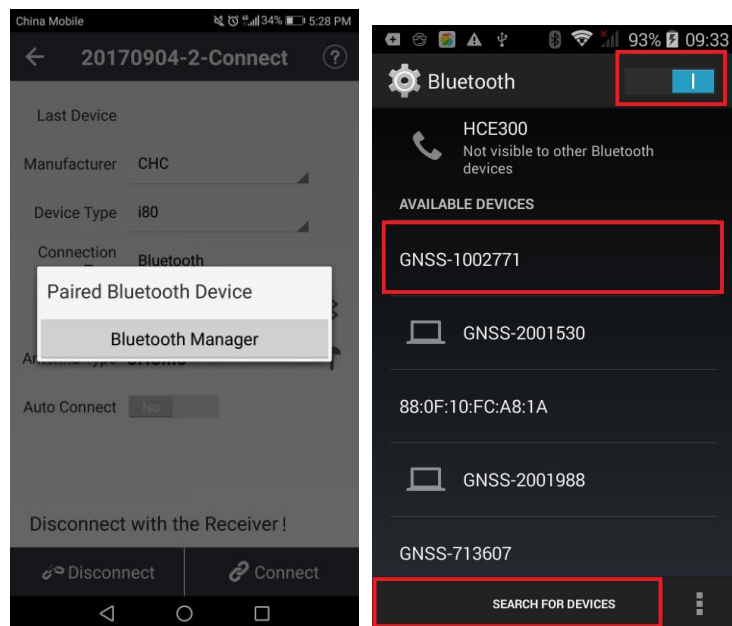 China Mobile 34% 5:28 PM
20170904-2-Connect ?
Last Device
Manufacturer CHC
Device Type i80
Connection
Bluetooth
Paired Bluetooth Device
Bluetooth Manager
Auto Connect No
Disconnect with the Receiver!
Disconnect Connect
93% 09:33
Bluetooth
HCE300
Not visible to other Bluetooth
devices
AVAILABLE DEVICES
GNSS-1002771
GNSS-2001530
88:0F:10:FC:A8:1A
GNSS-2001988
GNSS-713607
SEARCH FOR DEVICES